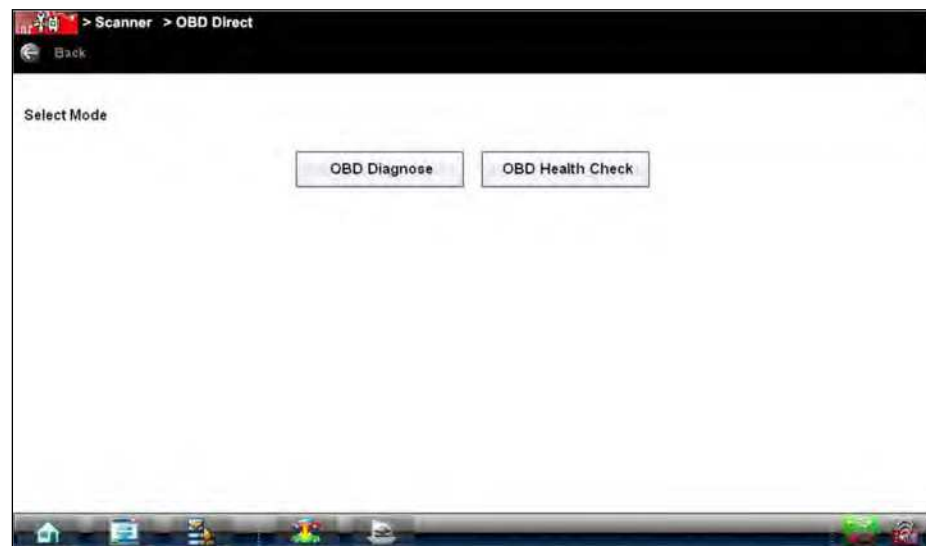 > Scanner > OBD Direct
Back
Select Mode
OBD Diagnose
OBD Health Check